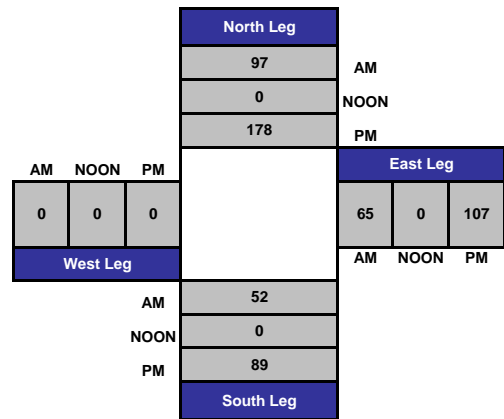 North Leg
97 AM
0 NOON
178 PM
AM NOON PM
East Leg
0 0 0
65 0 107
West Leg
AM NOON PM
AM 52
NOON 0
PM 89
South Leg